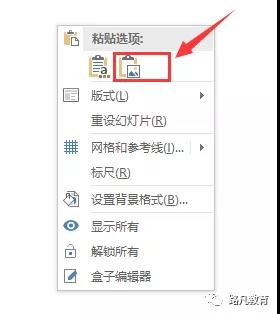 粘贴选项:
版式(L)
重设幻灯片(R)
网格和参考线(I)...
标尺(R)
设置背景格式(B)...
显示所有
解锁所有
盒子编辑器
路凡教育